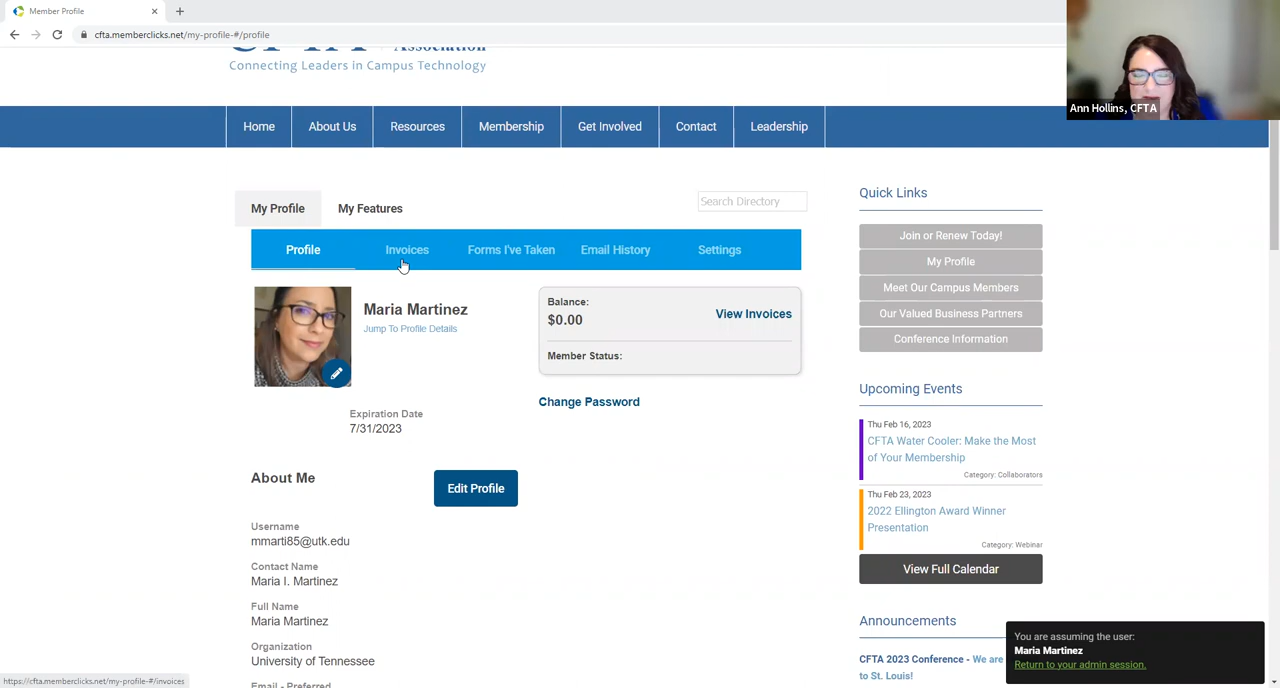 Member Profile
cfta.memberclicks.net/my-profile-#/profile
Association
Connecting Leaders in Campus Technology
Ann Hollins, CFTA
Home
About Us
Resources
Membership
Get Involved
Contact
Leadership
My Profile
My Features
Search Directory
Profile
Invoices
Forms I've Taken
Email History
Settings
Maria Martinez
Jump To Profile Details
Balance:
$0.00
View Invoices
Member Status:
Change Password
Expiration Date
7/31/2023
About Me
Edit Profile
Username
mmarti85@utk.edu
Contact Name
Maria I. Martinez
Full Name
Maria Martinez
Organization
University of Tennessee
Email - Preferred
Quick Links
Join or Renew Today!
My Profile
Meet Our Campus Members
Our Valued Business Partners
Conference Information
Upcoming Events
Thu Feb 16, 2023
CFTA Water Cooler: Make the Most
of Your Membership
Category: Collaborators
Thu Feb 23, 2023
2022 Ellington Award Winner
Presentation
Category: Webinar
View Full Calendar
Announcements
CFTA 2023 Conference - We are
to St. Louis!
You are assuming the user:
Maria Martinez
Return to your admin session.
https://cfta.memberclicks.net/my-profile-#/invoices